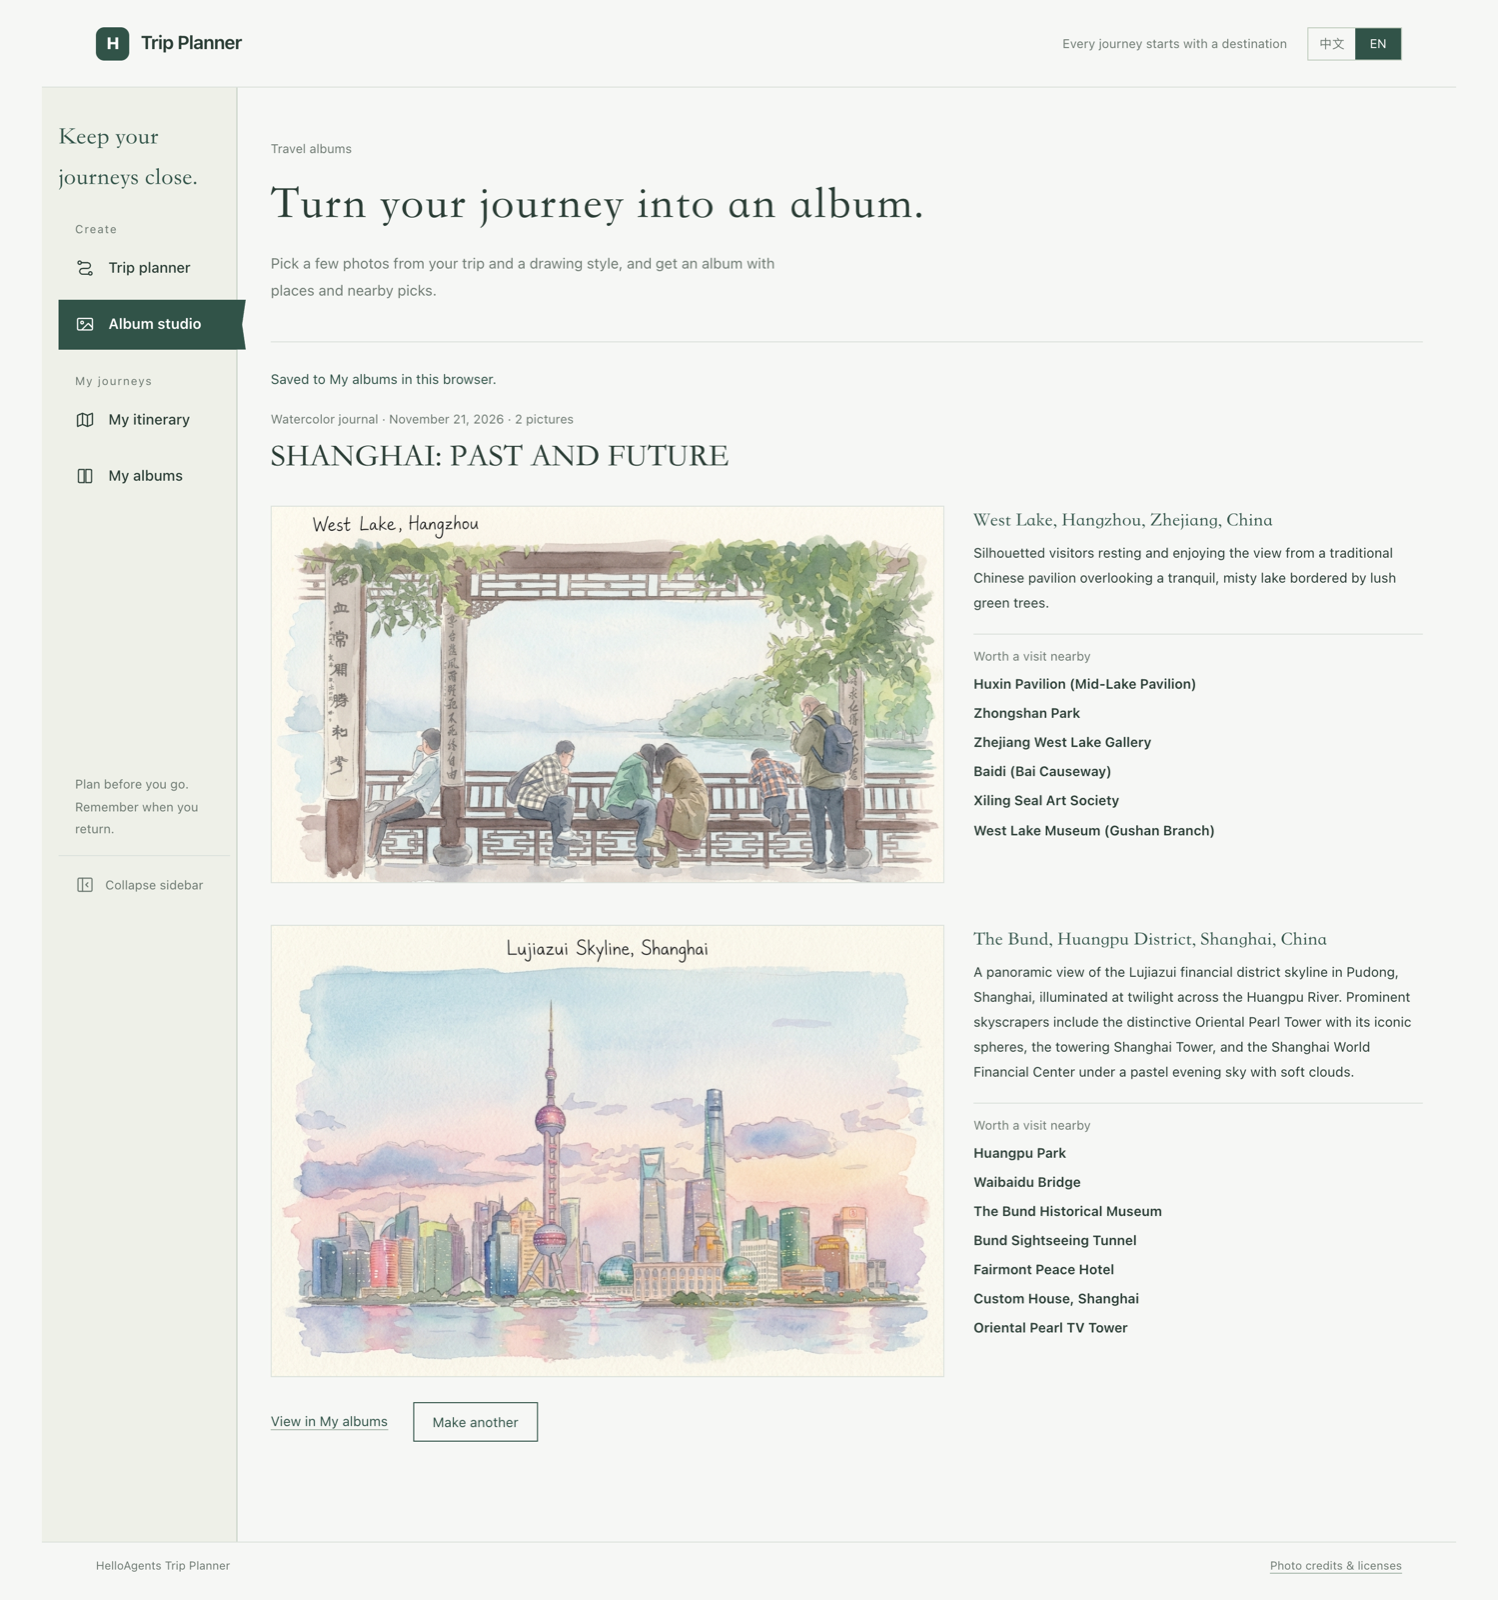 H Trip Planner
Every journey starts with a destination
中文 EN
Keep your
journeys close.
Create
Trip planner
Album studio
My journeys
My itinerary
My albums
Plan before you go.
Remember when you
return.
Collapse sidebar
Travel albums
Turn your journey into an album.
Pick a few photos from your trip and a drawing style, and get an album with
places and nearby picks.
Saved to My albums in this browser.
Watercolor journal · November 21, 2026 · 2 pictures
SHANGHAI: PAST AND FUTURE
West Lake, Hangzhou
West Lake, Hangzhou, Zhejiang, China
Silhouetted visitors resting and enjoying the view from a traditional
Chinese pavilion overlooking a tranquil, misty lake bordered by lush
green trees.
Worth a visit nearby
Huxin Pavilion (Mid-Lake Pavilion)
Zhongshan Park
Zhejiang West Lake Gallery
Baidi (Bai Causeway)
Xiling Seal Art Society
West Lake Museum (Gushan Branch)
Lujiazui Skyline, Shanghai
The Bund, Huangpu District, Shanghai, China
A panoramic view of the Lujiazui financial district skyline in Pudong,
Shanghai, illuminated at twilight across the Huangpu River. Prominent
skyscrapers include the distinctive Oriental Pearl Tower with its iconic
spheres, the towering Shanghai Tower, and the Shanghai World
Financial Center under a pastel evening sky with soft clouds.
Worth a visit nearby
Huangpu Park
Waibaidu Bridge
The Bund Historical Museum
Bund Sightseeing Tunnel
Fairmont Peace Hotel
Custom House, Shanghai
Oriental Pearl TV Tower
View in My albums
Make another
HelloAgents Trip Planner
Photo credits & licenses